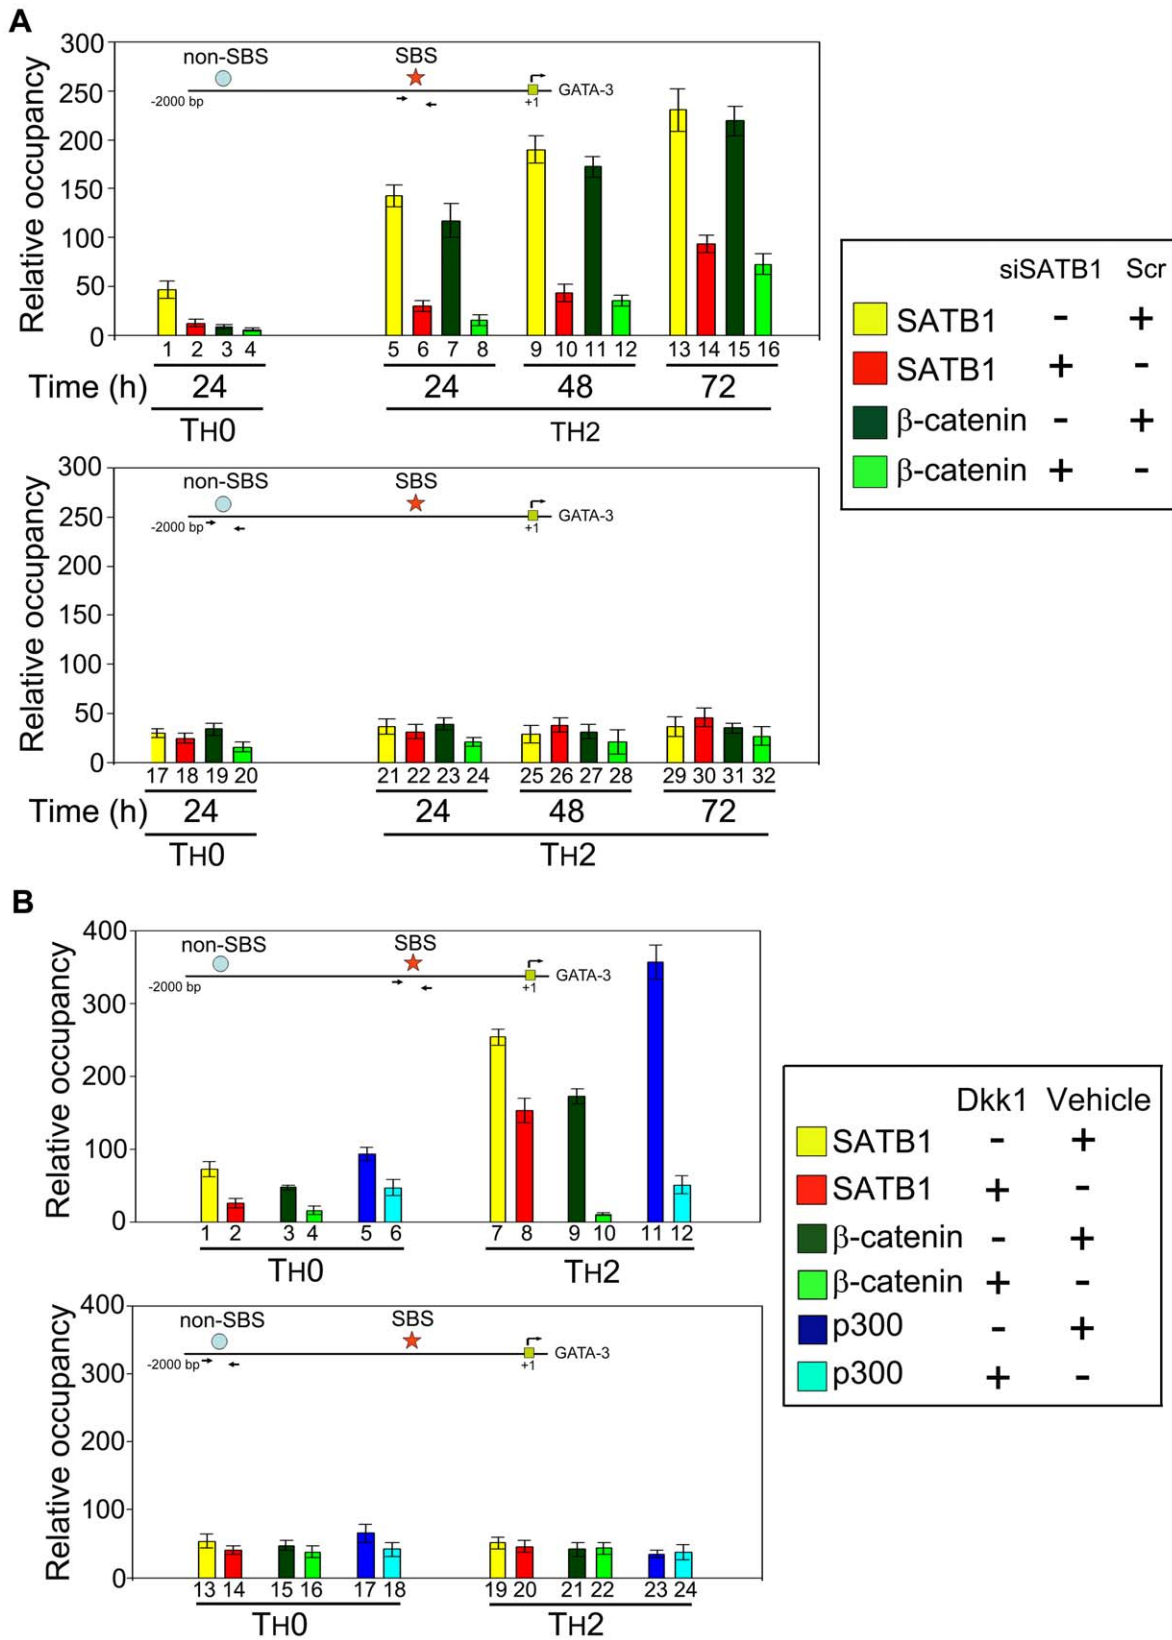 A
300
250
200
150
100
50
0
Relative occupancy
non-SBS SBS
-2000 bp +1 GATA-3
1 2 3 4 5 6 7 8 9 10 11 12 13 14 15 16
Time (h) 24 24 48 72
TH0 TH2
siSATB1 Scr
SATB1 - +
SATB1 + -
β-catenin - +
β-catenin + -
300
250
200
150
100
50
0
Relative occupancy
non-SBS SBS
-2000 bp +1 GATA-3
17 18 19 20 21 22 23 24 25 26 27 28 29 30 31 32
Time (h) 24 24 48 72
TH0 TH2
B
400
300
200
100
0
Relative occupancy
non-SBS SBS
-2000 bp +1 GATA-3
1 2 3 4 5 6 7 8 9 10 11 12
TH0 TH2
Dkk1 Vehicle
SATB1 - +
SATB1 + -
β-catenin - +
β-catenin + -
p300 - +
p300 + -
400
300
200
100
0
Relative occupancy
non-SBS SBS
-2000 bp +1 GATA-3
13 14 15 16 17 18 19 20 21 22 23 24
TH0 TH2